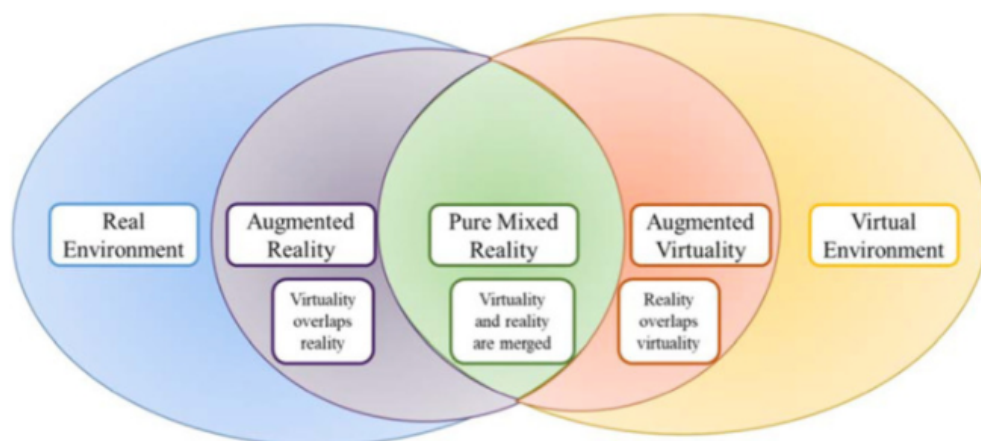 Real
Environment
Augmented
Reality
Pure Mixed
Reality
Augmented
Virtuality
Virtual
Environment
Virtuality
overlaps
reality
Virtuality
and reality
are merged
Reality
overlaps
virtuality